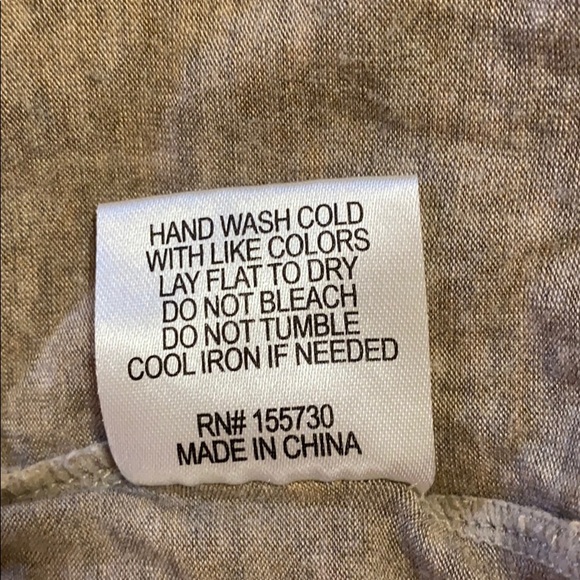 HAND WASH COLD
WITH LIKE COLORS
LAY FLAT TO DRY
DO NOT BLEACH
DO NOT TUMBLE
COOL IRON IF NEEDED
RN# 155730
MADE IN CHINA